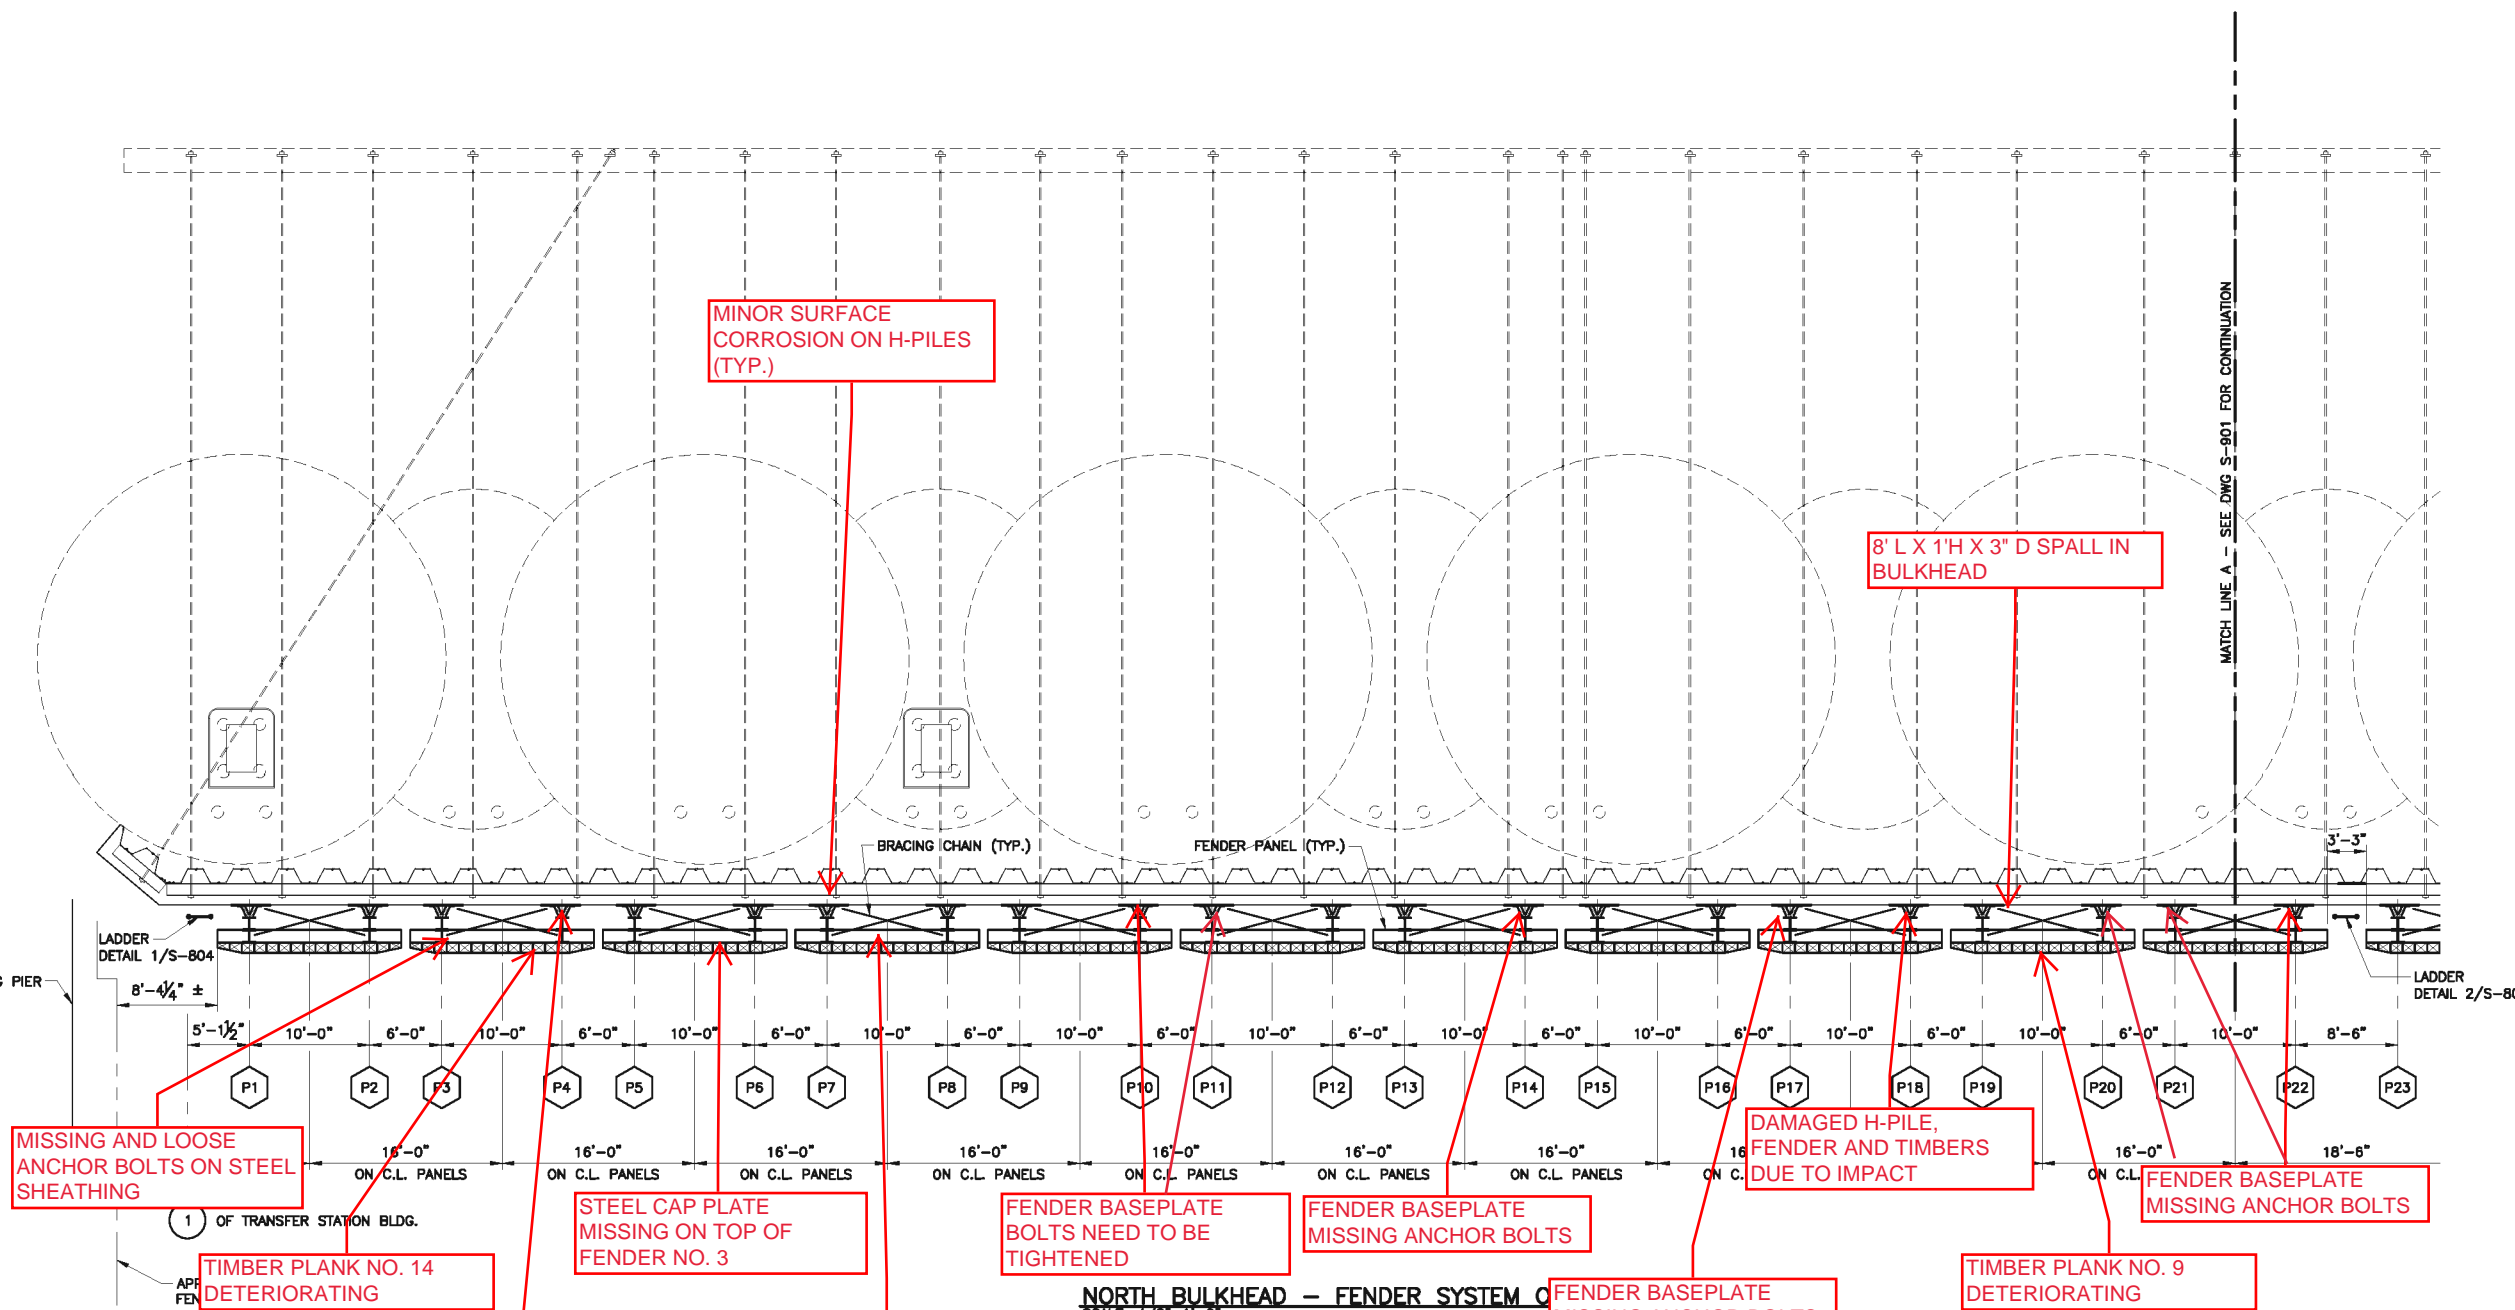 MINOR SURFACE
CORROSION ON H-PILES
(TYP.)
MATCH LINE A - SEE DWG S-901 FOR CONTINUATION
8' L X 1'H X 3" D SPALL IN
BULKHEAD
BRACING CHAIN (TYP.)
FENDER PANEL (TYP.)
3'-3"
LADDER
DETAIL 1/S-804
PIER
8'-4¼" ±
LADDER
5'-1½"
10'-0"
6'-0"
10'-0"
6'-0"
10'-0"
6'-0"
10'-0"
6'-0"
10'-0"
6'-0"
10'-0"
6'-0"
10'-0"
6'-0"
10'-0"
6'-0"
10'-0"
6'-0"
10'-0"
6'-0"
10'-0"
8'-6"
P1
P2
P3
P4
P5
P6
P7
P8
P9
P10
P11
P12
P13
P14
P15
P16
P17
P18
P19
P20
P21
P22
P23
MISSING AND LOOSE
ANCHOR BOLTS ON STEEL
SHEATHING
16'-0"
ON C.L. PANELS
16'-0"
ON C.L. PANELS
16'-0"
ON C.L. PANELS
16'-0"
ON C.L. PANELS
16'-0"
ON C.L. PANELS
16'-0"
ON C.L. PANELS
16'-0"
ON C.L. PANELS
DAMAGED H-PILE,
FENDER AND TIMBERS
DUE TO IMPACT
16'-0"
ON C.L.
18'-6"
FENDER BASEPLATE
MISSING ANCHOR BOLTS
1 OF TRANSFER STATION BLDG.
STEEL CAP PLATE
MISSING ON TOP OF
FENDER NO. 3
FENDER BASEPLATE
BOLTS NEED TO BE
TIGHTENED
FENDER BASEPLATE
MISSING ANCHOR BOLTS
TIMBER PLANK NO. 14
DETERIORATING
TIMBER PLANK NO. 9
DETERIORATING
NORTH BULKHEAD - FENDER SYSTEM
FENDER BASEPLATE
MISSING ANCHOR BOLTS